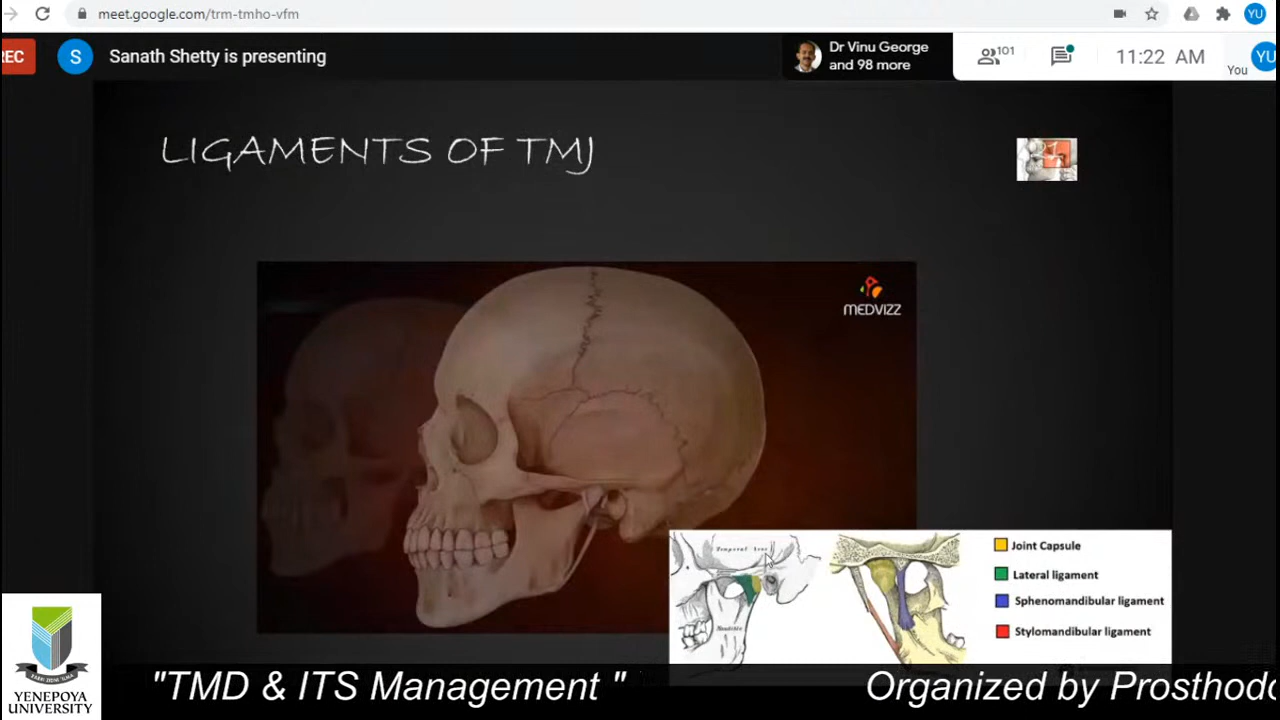 meet.google.com/trm-tmho-vfm
YU
REC
S
Sanath Shetty is presenting
Dr Vinu George
and 98 more
101
11:22 AM
You
YU
LIGAMENTS OF TMJ
MEDVIZZ
Joint Capsule
Lateral ligament
Sphenomandibular ligament
Stylomandibular ligament
YENEPOYA
UNIVERSITY
"TMD & ITS Management "
Organized by Prosthodo